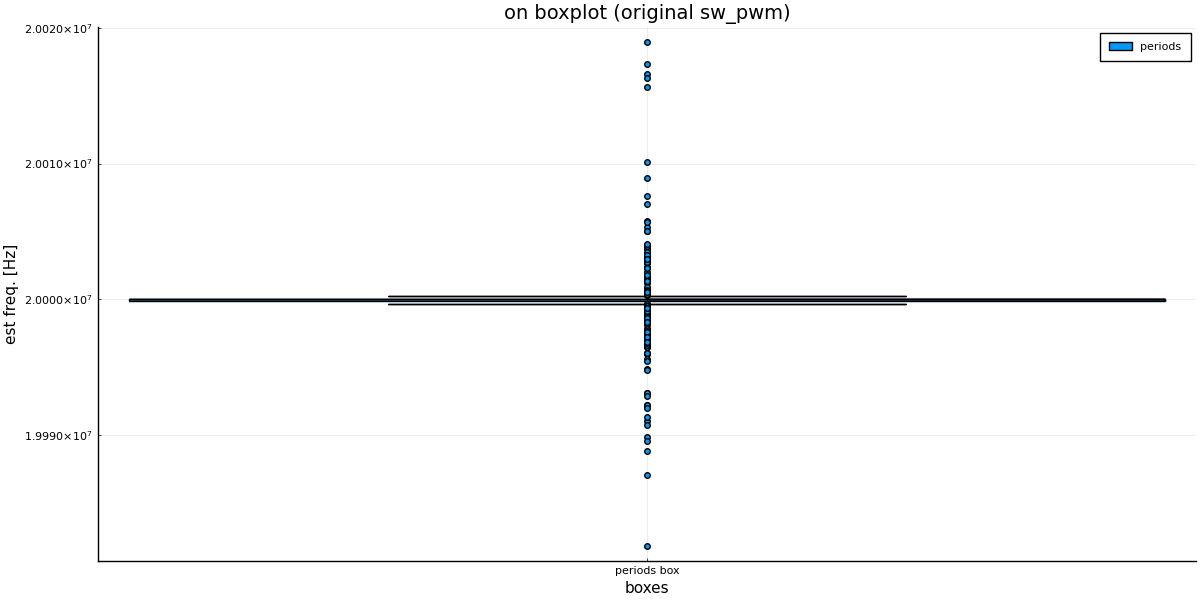 on boxplot (original sw_pwm)
periods
2.0020×10⁷
2.0010×10⁷
2.0000×10⁷
1.9990×10⁷
est freq. [Hz]
periods box
boxes